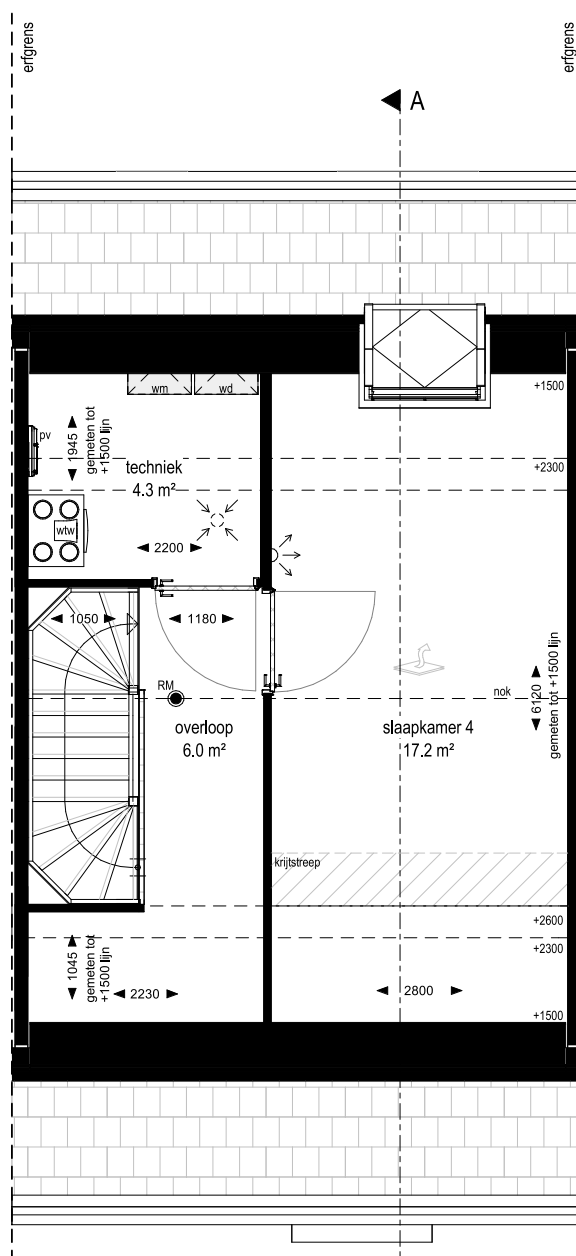 erfgrens
erfgrens
A
wm
wd
+1500
pv
1945
gemeten tot
+1500 lijn
techniek
4.3 m²
+2300
wtw
2200
1050
1180
RM
nok
6120
gemeten tot +1500 lijn
overloop
6.0 m²
slaapkamer 4
17.2 m²
krijtstreep
+2600
+2300
1045
gemeten tot
+1500 lijn
2230
2800
+1500